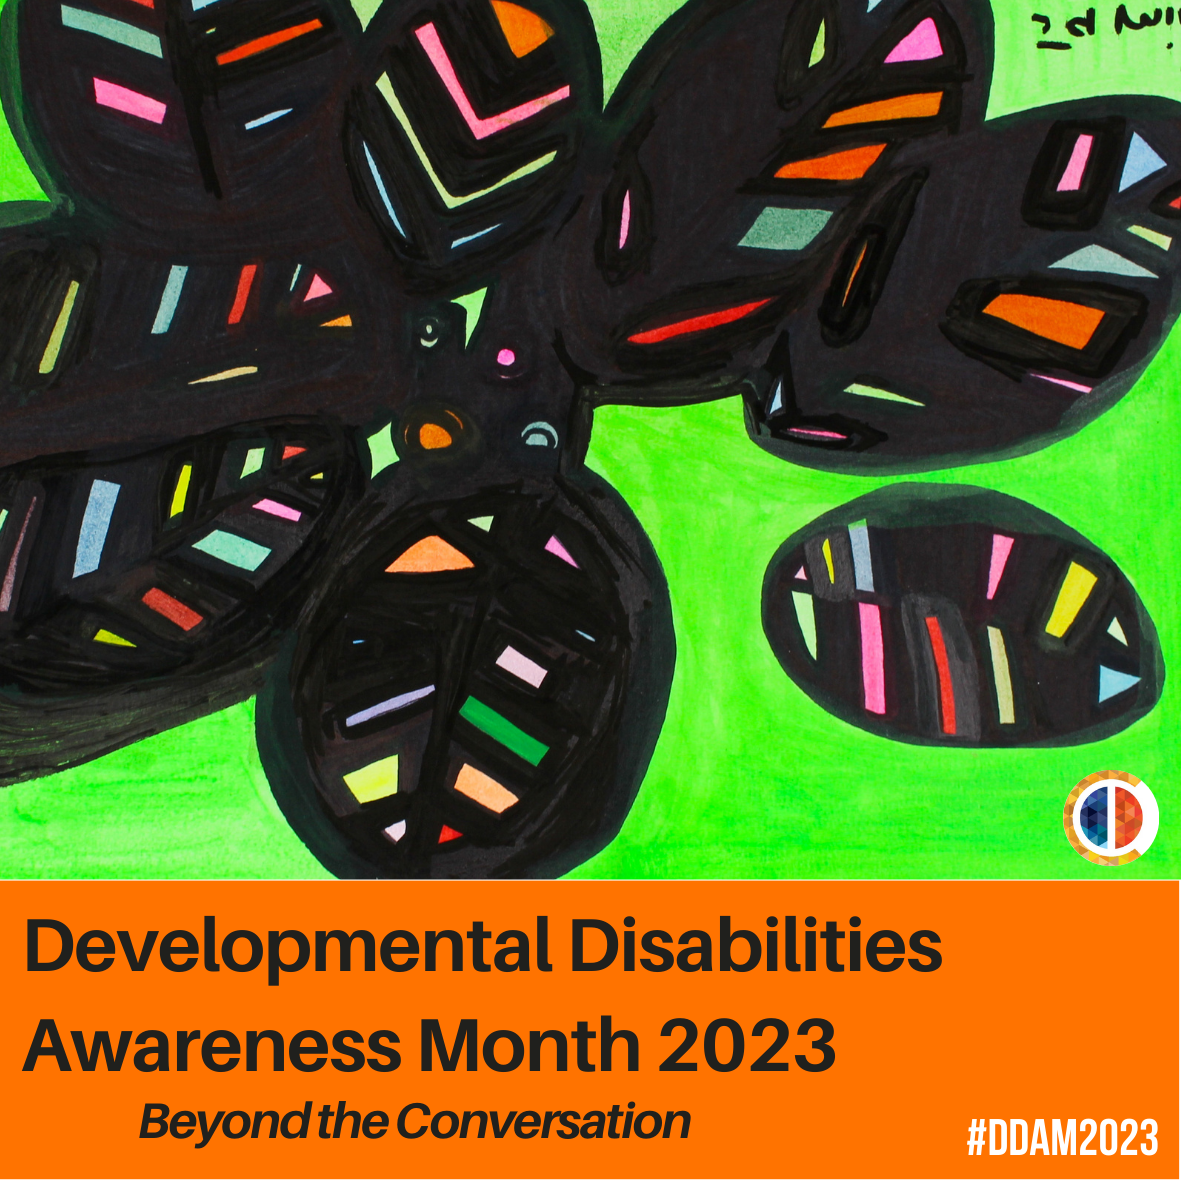 Developmental Disabilities
Awareness Month 2023
Beyond the Conversation
#DDAM2023